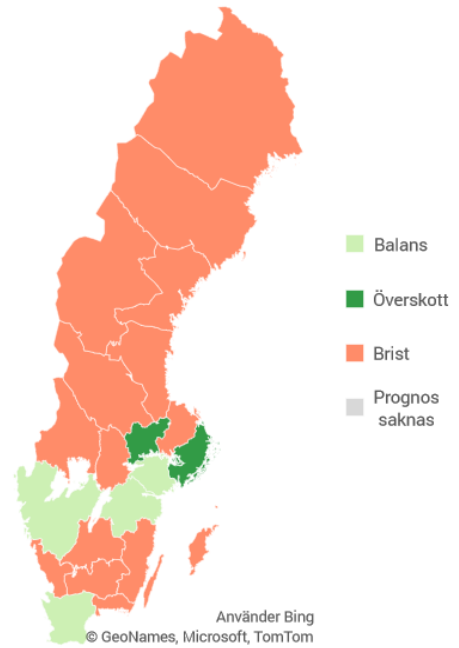 Balans
Överskott
Brist
Prognos
saknas
Använder Bing
© GeoNames, Microsoft, TomTom